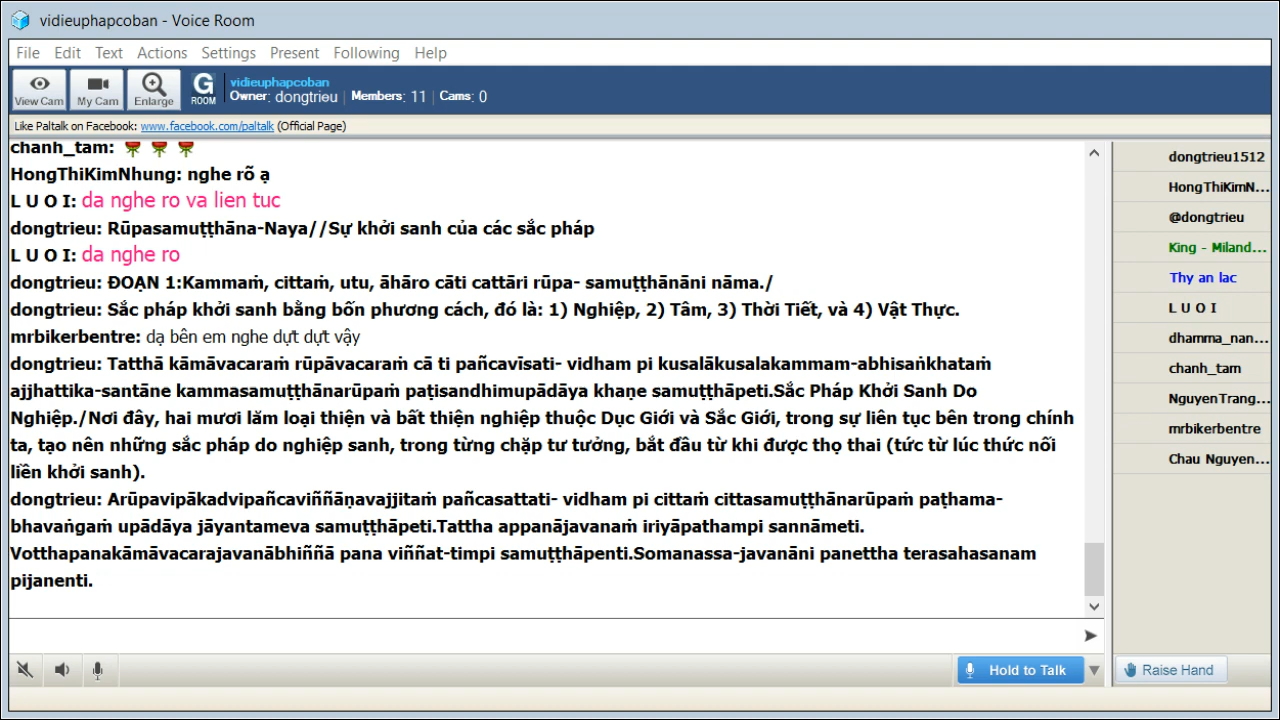 vidieuphapcoban - Voice Room
File Edit Text Actions Settings Present Following Help
View Cam My Cam Enlarge G ROOM vidieuphapcoban
Owner: dongtrieu | Members: 11 | Cams: 0
Like Paltalk on Facebook: www.facebook.com/paltalk (Official Page)
chanh_tam:
HongThiKimNhung: nghe rõ ạ
L U O I: da nghe ro va lien tuc
dongtrieu: Rūpasamuṭṭhāna-Naya//Sự khởi sanh của các sắc pháp
L U O I: da nghe ro
dongtrieu: ĐOẠN 1:Kammaṁ, cittaṁ, utu, āhāro cāti cattāri rūpa- samuṭṭhānāni nāma./
dongtrieu: Sắc pháp khởi sanh bằng bốn phương cách, đó là: 1) Nghiệp, 2) Tâm, 3) Thời Tiết, và 4) Vật Thực.
mrbikerbentre: dạ bên em nghe dựt dựt vậy
dongtrieu: Tatthā kāmāvacaraṁ rūpāvacaraṁ cā ti pañcavīsati- vidham pi kusalākusalakammam-abhisaṅkhataṁ
ajjhattika-santāne kammasamuṭṭhānarūpaṁ paṭisandhimupādāya khaṇe samuṭṭhāpeti.Sắc Pháp Khởi Sanh Do
Nghiệp./Nơi đây, hai mươi lăm loại thiện và bất thiện nghiệp thuộc Dục Giới và Sắc Giới, trong sự liên tục bên trong chính
ta, tạo nên những sắc pháp do nghiệp sanh, trong từng chặp tư tưởng, bắt đầu từ khi được thọ thai (tức từ lúc thức nối
liền khởi sanh).
dongtrieu: Arūpavipākadvipañcaviññāṇavajjitaṁ pañcasattati- vidham pi cittaṁ cittasamuṭṭhānarūpaṁ paṭhama-
bhavaṅgaṁ upādāya jāyantameva samuṭṭhāpeti.Tattha appanājavanaṁ iriyāpathampi sannāmeti.
Votthapanakāmāvacarajavanābhiññā pana viññat-timpi samuṭṭhāpenti.Somanassa-javanāni panettha terasahasanam
pijanenti.
dongtrieu1512
HongThiKimN...
@dongtrieu
King - Miland...
Thy an lac
L U O I
dhamma_nan...
chanh_tam
NguyenTrang...
mrbikerbentre
Chau Nguyen...
Hold to Talk
Raise Hand